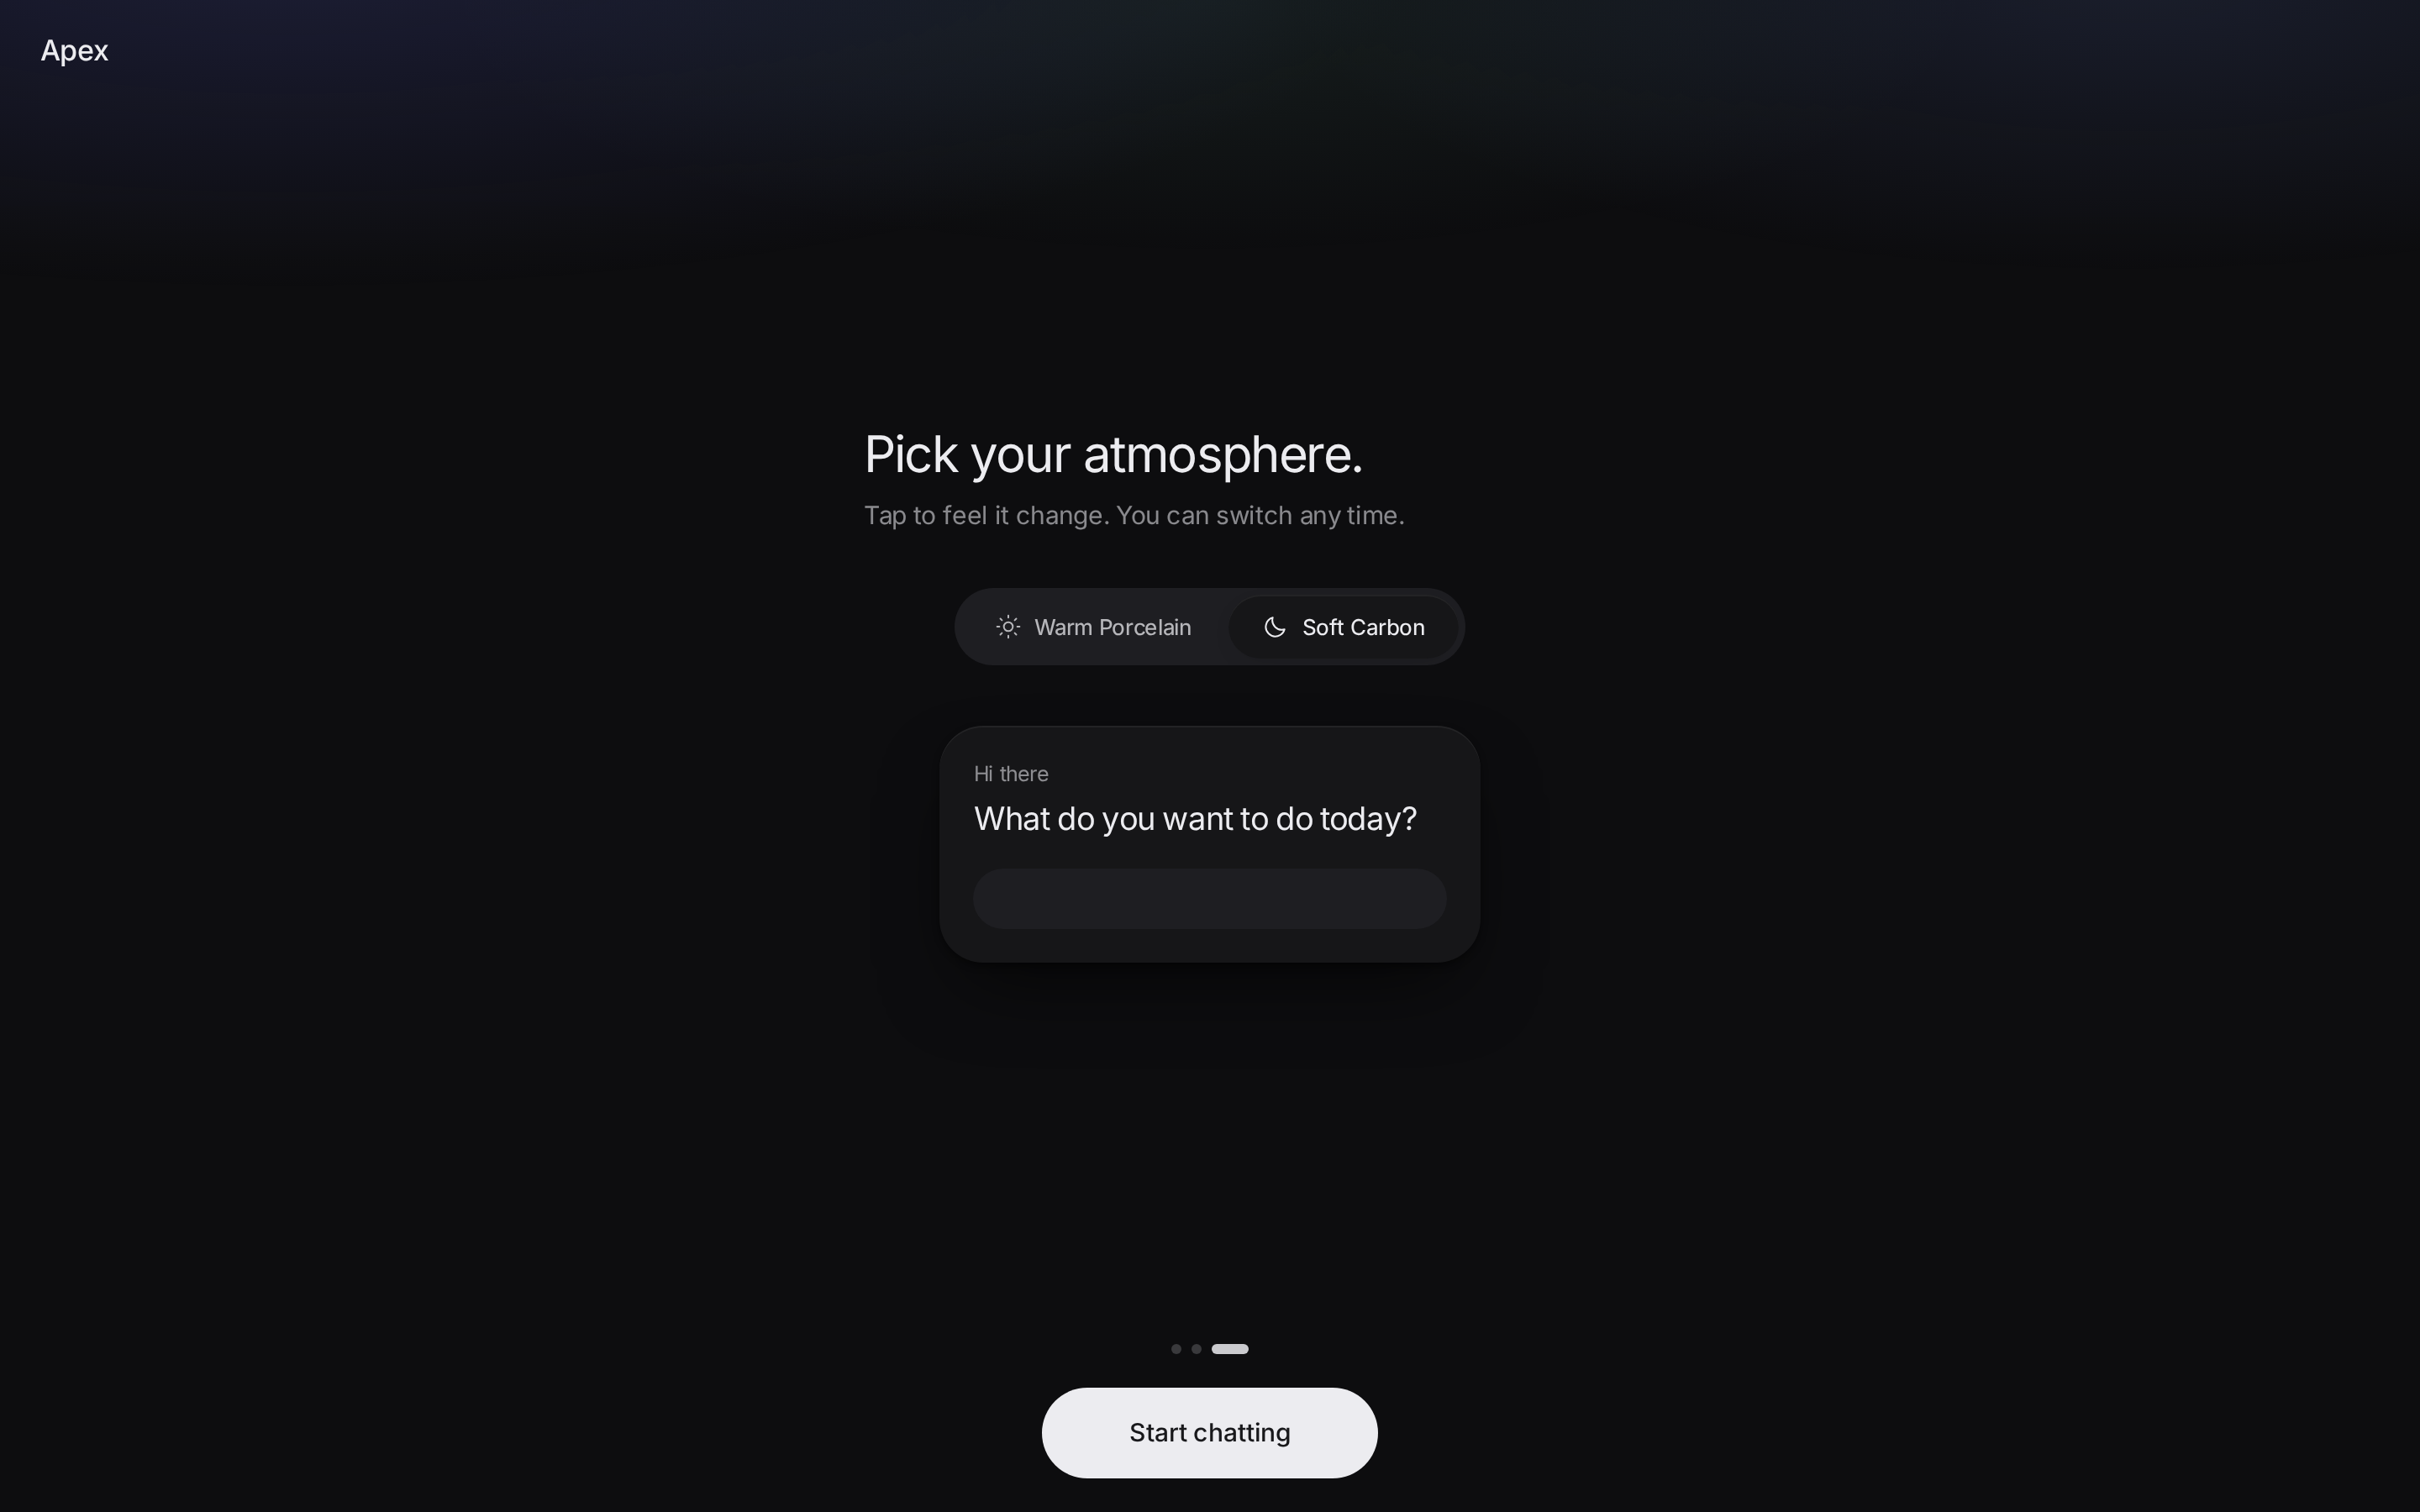 Apex
Pick your atmosphere.
Tap to feel it change. You can switch any time.
Warm Porcelain
Soft Carbon
Hi there
What do you want to do today?
Start chatting